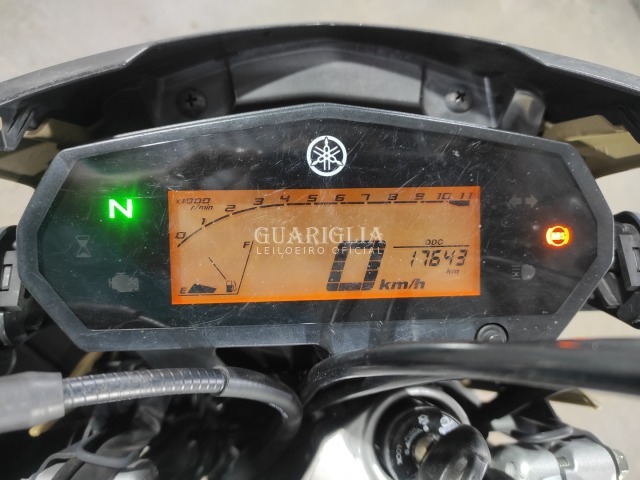 x1000
r/min
0 1 2 3 4 5 6 7 8 9 10 11
N
GUARIGLIA
LEILOEIRO OFICIAL
F
E
0 km/h
ODO
17643
km